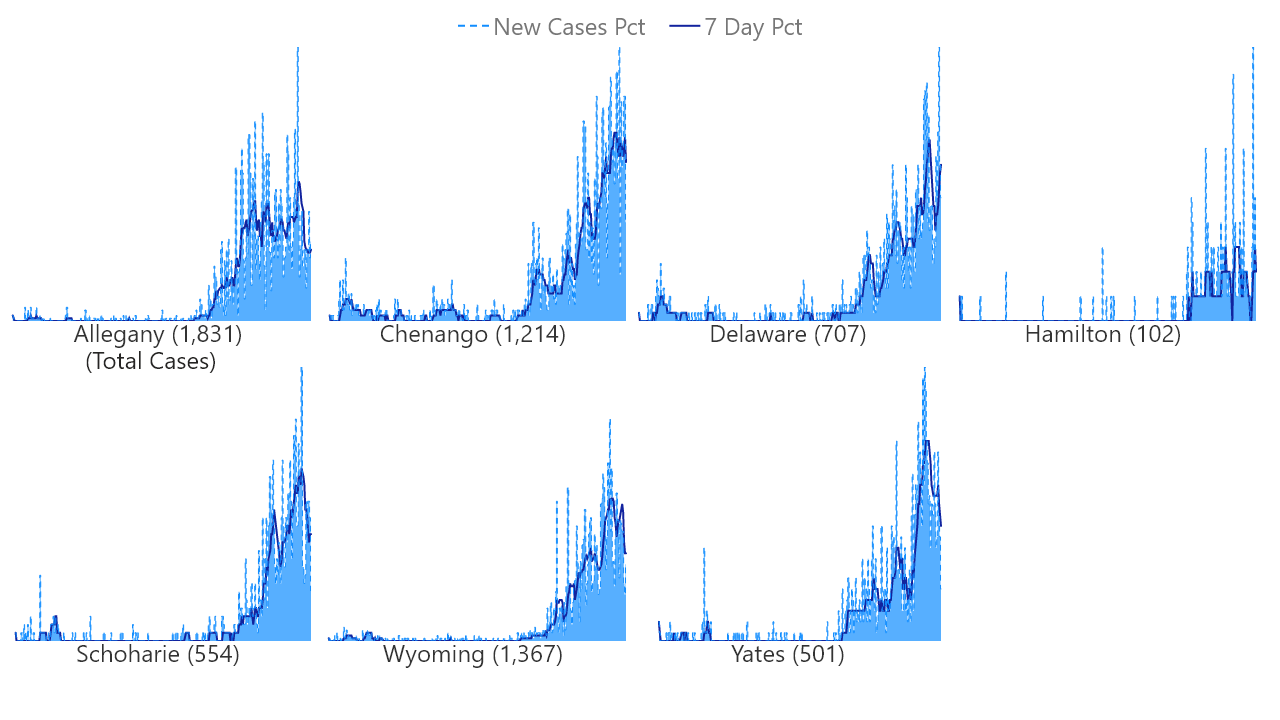 New Cases Pct 7 Day Pct
Allegany (1,831) Chenango (1,214) Delaware (707) Hamilton (102)
(Total Cases)
Schoharie (554) Wyoming (1,367) Yates (501)